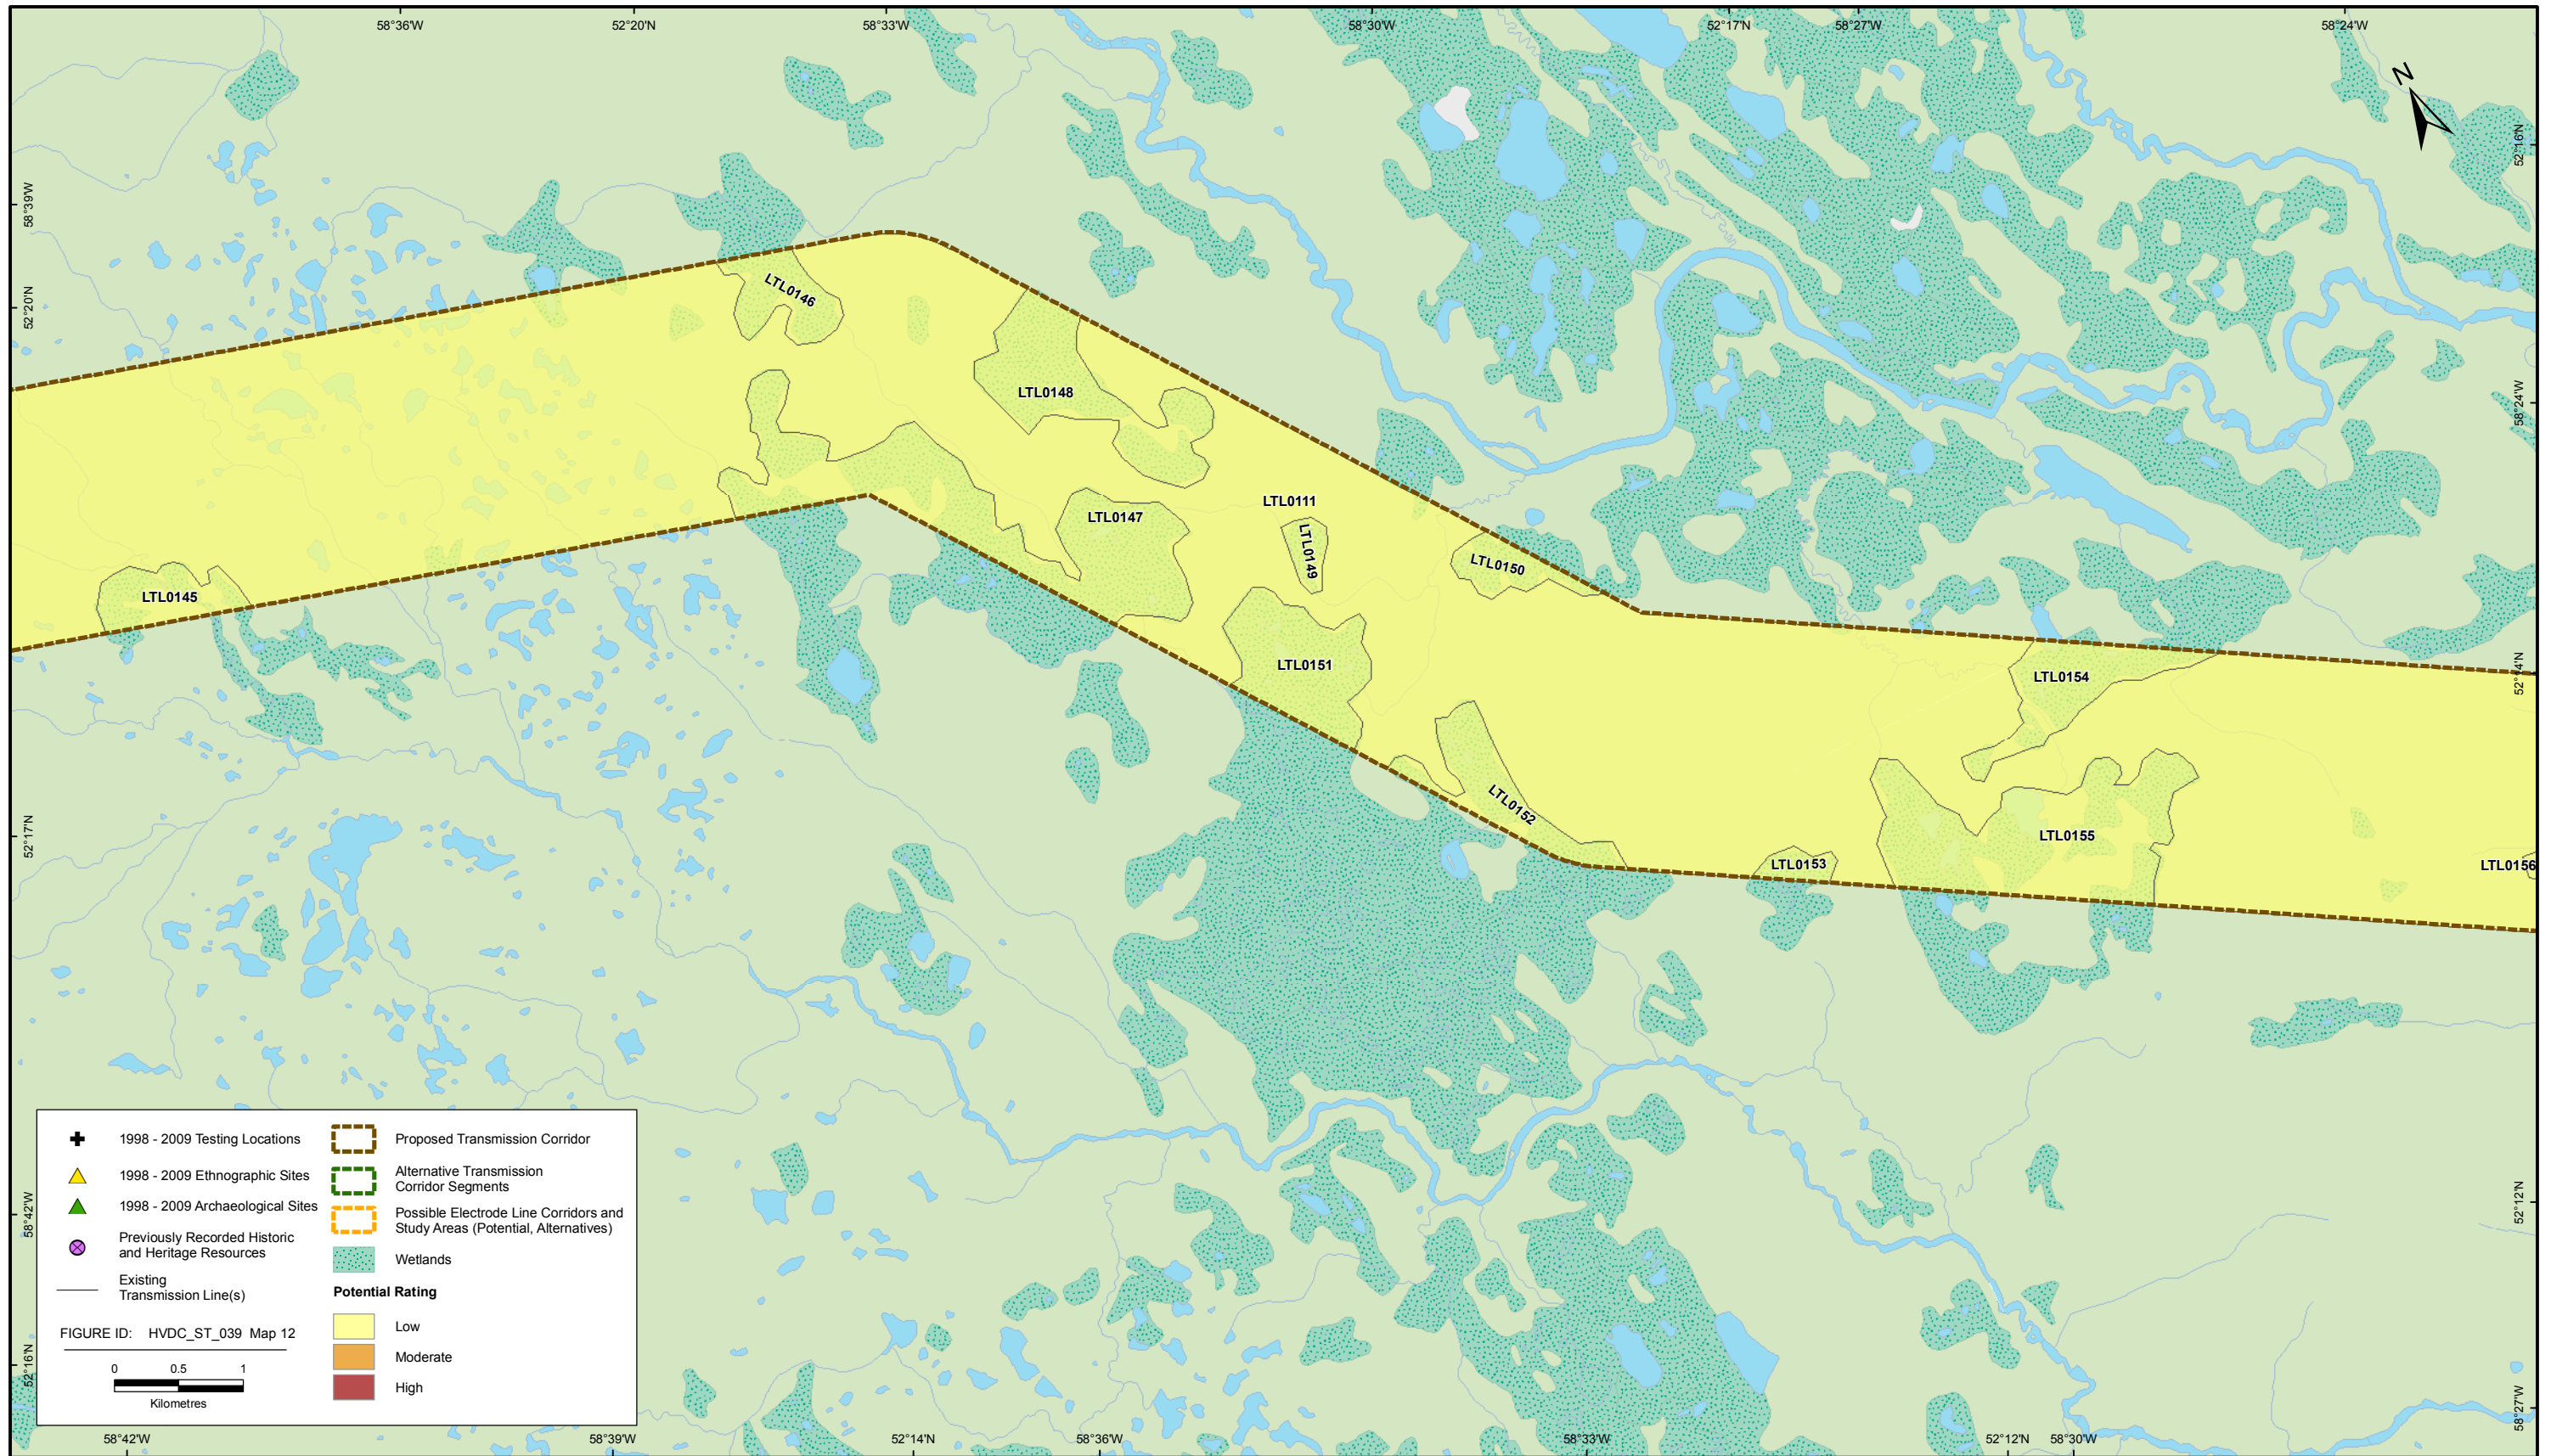 58°36'W
52°20'N
58°33'W
58°30'W
52°17'N
58°27'W
58°24'W
N
52°16'N
58°39'W
52°20'N
LTL0146
LTL0148
58°24'W
LTL0147
LTL0111
LTL0149
LTL0150
LTL0145
LTL0151
LTL0154
52°14'N
LTL0152
52°17'N
LTL0155
LTL0153
LTL0156
1998 - 2009 Testing Locations
1998 - 2009 Ethnographic Sites
1998 - 2009 Archaeological Sites
Previously Recorded Historic
and Heritage Resources
Existing
Transmission Line(s)
FIGURE ID: HVDC_ST_039 Map 12
0 0.5 1
Kilometres
Proposed Transmission Corridor
Alternative Transmission
Corridor Segments
Possible Electrode Line Corridors and
Study Areas (Potential, Alternatives)
Wetlands
Potential Rating
Low
Moderate
High
58°42'W
52°12'N
52°16'N
58°27'W
58°42'W
58°39'W
52°14'N
58°36'W
58°33'W
52°12'N
58°30'W